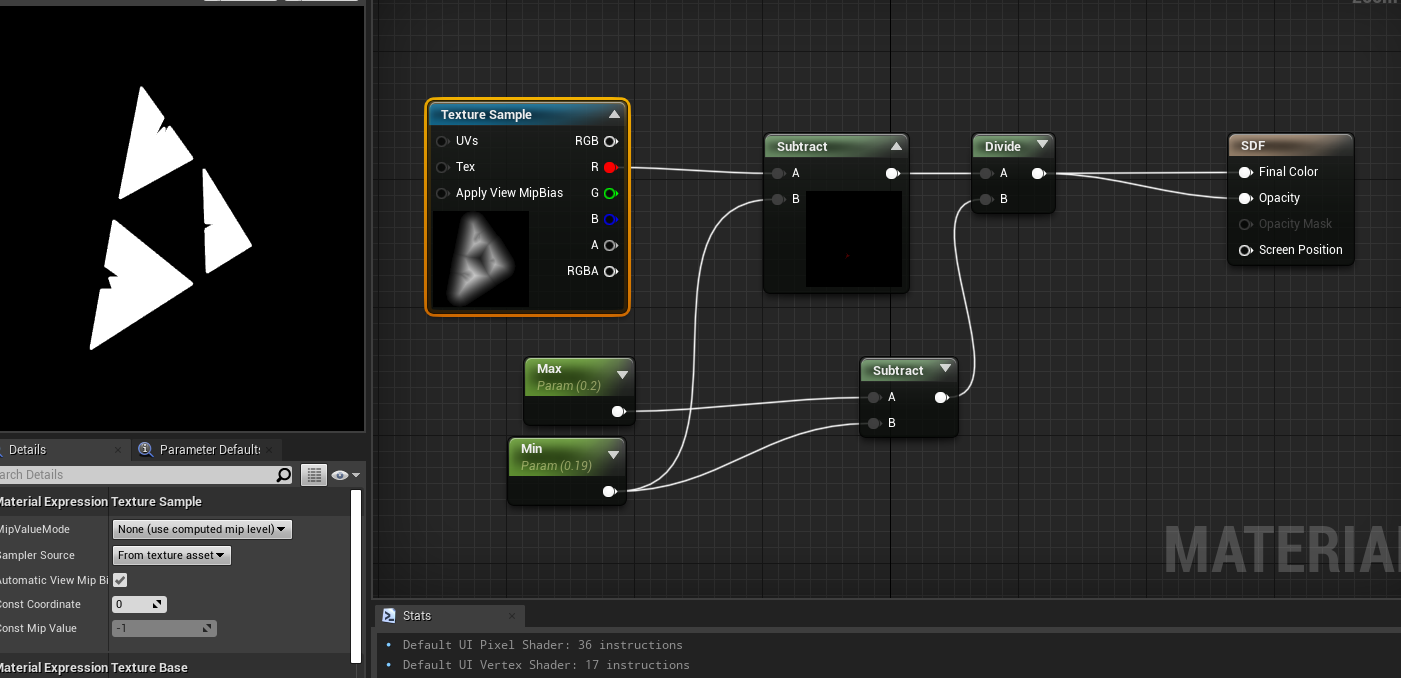 Texture Sample
UVs RGB
Tex R
Apply View MipBias G
B
A
RGBA
Subtract
A
B
Divide
A
B
SDF
Final Color
Opacity
Opacity Mask
Screen Position
Max
Param (0.2)
Min
Param (0.19)
Subtract
A
B
Details
Parameter Defaults
arch Details
Material Expression Texture Sample
MipValueMode None (use computed mip level)
Sampler Source From texture asset
Automatic View Mip Bi
Const Coordinate 0
Const Mip Value -1
Material Expression Texture Base
MATERIA
Stats
Default UI Pixel Shader: 36 instructions
Default UI Vertex Shader: 17 instructions